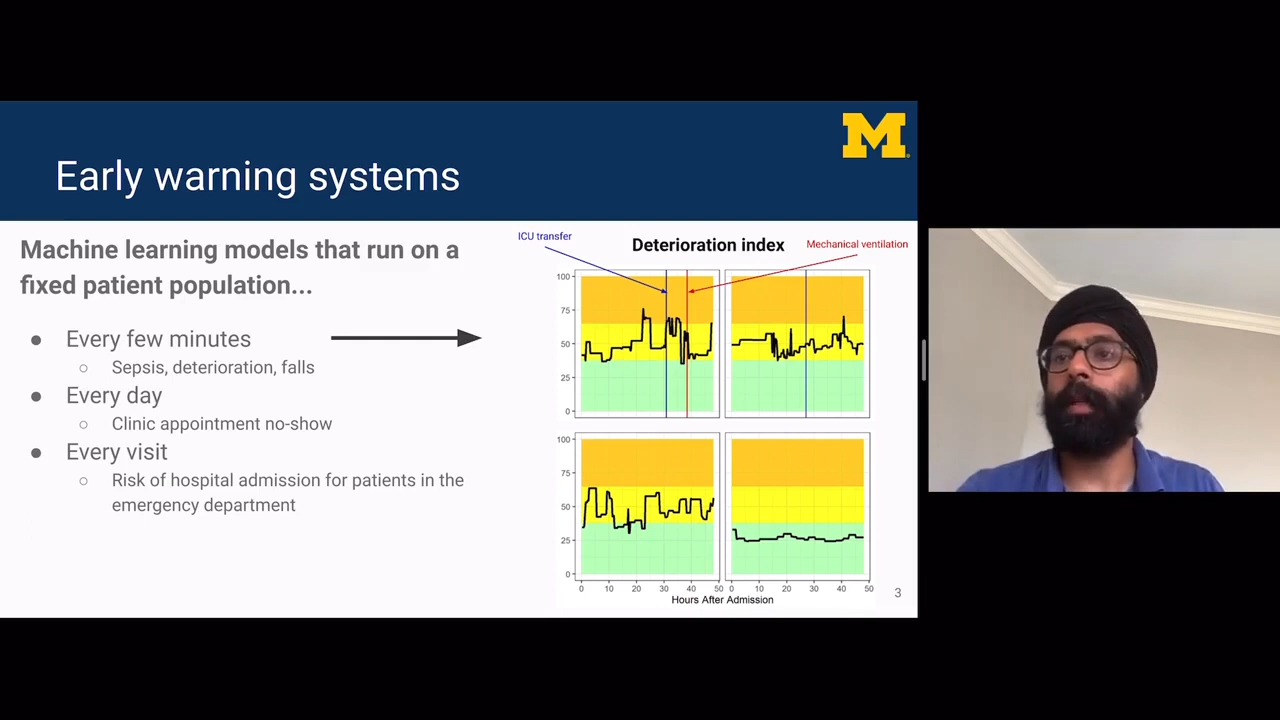 M
Early warning systems
Machine learning models that run on a
fixed patient population...
● Every few minutes
○ Sepsis, deterioration, falls
● Every day
○ Clinic appointment no-show
● Every visit
○ Risk of hospital admission for patients in the
emergency department
ICU transfer
Deterioration index
Mechanical ventilation
100
75
50
25
0
100
75
50
25
0
0 10 20 30 40 50 0 10 20 30 40 50
Hours After Admission
3